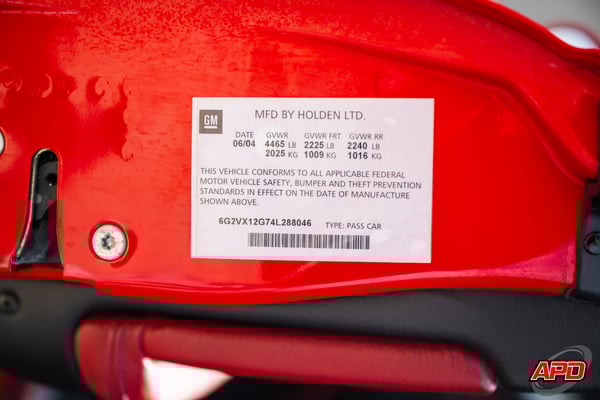 GM
MFD BY HOLDEN LTD.
DATE GVWR GVWR FRT GVWR RR
06/04 4465 LB 2225 LB 2240 LB
2025 KG 1009 KG 1016 KG
THIS VEHICLE CONFORMS TO ALL APPLICABLE FEDERAL
MOTOR VEHICLE SAFETY, BUMPER AND THEFT PREVENTION
STANDARDS IN EFFECT ON THE DATE OF MANUFACTURE
SHOWN ABOVE.
6G2VX12G74L288046 TYPE: PASS CAR
APD